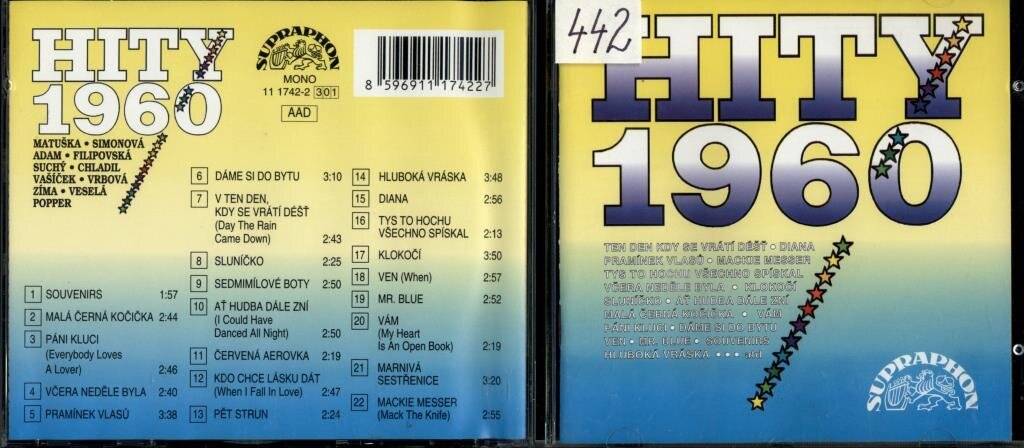 HITY
1960
MATUŠKA • SIMONOVÁ
ADAM • FILIPOVSKÁ
SUCHÝ • CHLADIL
VAŠÍČEK • VRBOVÁ
ZÍMA • VESELÁ
POPPER
SUPRAPHON
MONO
11 1742-2 301
AAD
8 596911 174227
1 SOUVENIRS 1:57
2 MALÁ ČERNÁ KOČIČKA 2:44
3 PÁNI KLUCI
(Everybody Loves
A Lover) 2:46
4 VČERA NEDĚLE BYLA 2:40
5 PRAMÍNEK VLASŮ 3:38
6 DÁME SI DO BYTU 3:10
7 V TEN DEN,
KDY SE VRÁTÍ DÉŠŤ
(Day The Rain
Came Down) 2:43
8 SLUNÍČKO 2:25
9 SEDMIMÍLOVÉ BOTY 2:50
10 AŤ HUDBA DÁLE ZNÍ
(I Could Have
Danced All Night) 2:50
11 ČERVENÁ AEROVKA 2:19
12 KDO CHCE LÁSKU DÁT
(When I Fall In Love) 2:47
13 PĚT STRUN 2:24
14 HLUBOKÁ VRÁSKA 3:48
15 DIANA 2:56
16 TYS TO HOCHU
VŠECHNO SPÍSKAL 2:13
17 KLOKOČÍ 3:50
18 VEN (When) 2:57
19 MR. BLUE 2:52
20 VÁM
(My Heart
Is An Open Book) 2:19
21 MARNIVÁ
SESTŘENICE 3:20
22 MACKIE MESSER
(Mack The Knife) 2:55
442
HITY
1960
TEN DEN KDY SE VRÁTÍ DÉŠŤ • DIANA
PRAMÍNEK VLASŮ • MACKIE MESSER
TYS TO HOCHU VŠECHNO SPÍSKAL
VČERA NEDĚLE BYLA • KLOKOČÍ
SLUNÍČKO • AŤ HUDBA DÁLE ZNÍ
MALÁ ČERNÁ KOČIČKA • VÁM
PÁNI KLUCI • DÁME SI DO BYTU
VEN • MR. BLUE • SOUVENIRS
HLUBOKÁ VRÁSKA • • • atd
SUPRAPHON